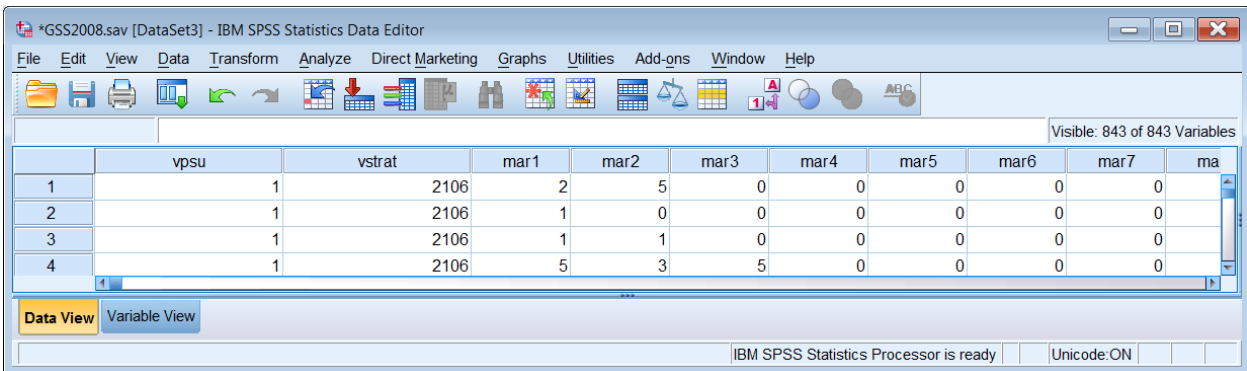 *GSS2008.sav [DataSet3] - IBM SPSS Statistics Data Editor
File Edit View Data Transform Analyze Direct Marketing Graphs Utilities Add-ons Window Help
A
1
ABC
Visible: 843 of 843 Variables
vpsu vstrat mar1 mar2 mar3 mar4 mar5 mar6 mar7 ma
1 1 2106 2 5 0 0 0 0 0
2 1 2106 1 0 0 0 0 0 0
3 1 2106 1 1 0 0 0 0 0
4 1 2106 5 3 5 0 0 0 0
Data View Variable View
IBM SPSS Statistics Processor is ready Unicode:ON